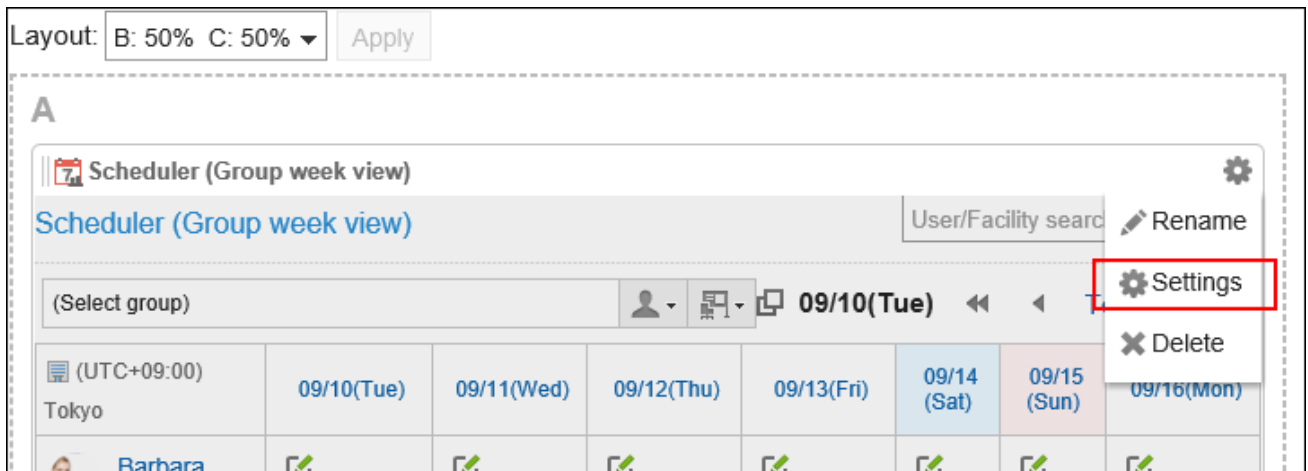 Layout: B: 50% C: 50% Apply
A
Scheduler (Group week view)
Scheduler (Group week view)
User/Facility searc
Rename
(Select group)
09/10(Tue)
Settings
Delete
(UTC+09:00)
Tokyo
09/10(Tue) 09/11(Wed) 09/12(Thu) 09/13(Fri) 09/14 (Sat) 09/15 (Sun) 09/16(Mon)
Barbara